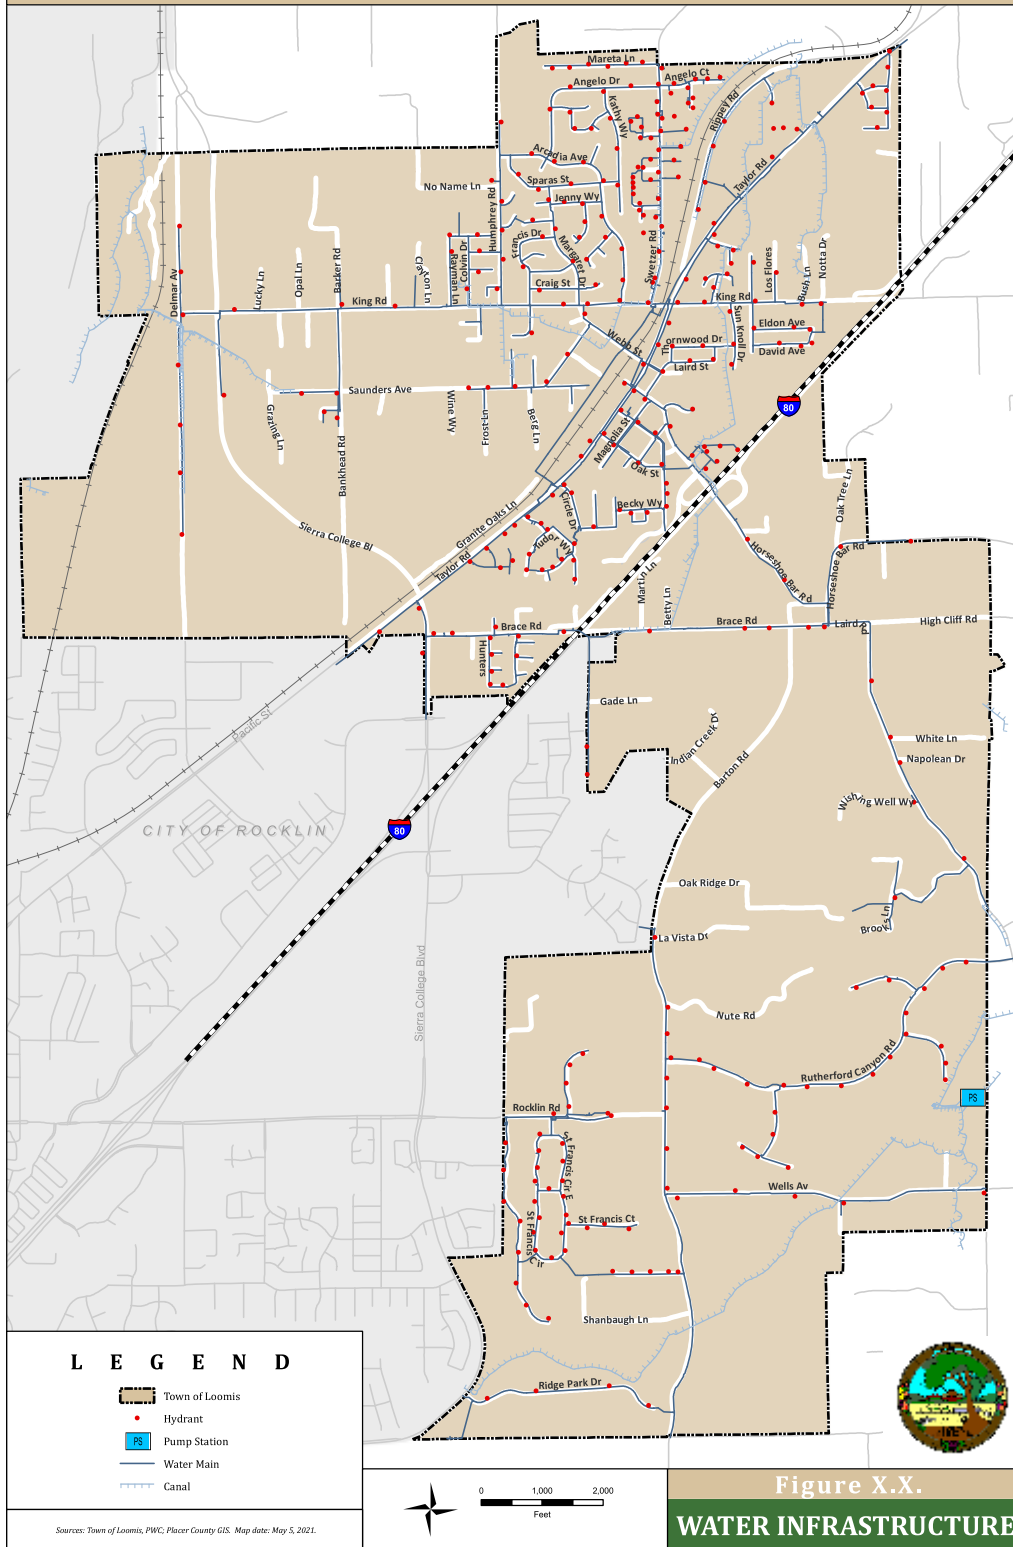 Mareta Ln
Angelo Dr
Angelo Ct
Kathy Wy
Rippey Rd
Arcadia Ave
Taylor Rd
No Name Ln
Sparas St
Jenny Wy
Humphrey Rd
Francis Dr
Margaret Dr
Swetzer Rd
Colvin Dr
Rayman Ln
Craig St
Delmar Av
Lucky Ln
Opal Ln
Barker Rd
King Rd
King Rd
Los Flores
Bush Ln
Notta Dr
Sun Knoll Dr
Eldon Ave
David Ave
Thornwood Dr
Laird St
Webb St
80
Saunders Ave
Grazing Ln
Bankhead Rd
Wine Wy
Frost Ln
Berg Ln
Magnolia St
Oak St
Becky Wy
Circle Dr
Oak Tree Ln
Sierra College Bl
Granite Oaks Ln
Taylor Rd
Tudor Wy
Horseshoe Bar Rd
Horseshoe Bar Rd
Martin Ln
Betty Ln
Brace Rd
Brace Rd
Laird Rd
High Cliff Rd
Hunters
Gade Ln
Pacific St
Indian Creek Dr
Barton Rd
White Ln
Napolean Dr
Wishing Well Wy
CITY OF ROCKLIN
80
Oak Ridge Dr
Brooks Ln
La Vista Dr
Sierra College Blvd
Nute Rd
Rutherford Canyon Rd
PS
Rocklin Rd
St Francis Cir E
Wells Av
St Francis Ct
St Francis Cir
Shanbaugh Ln
Ridge Park Dr
LEGEND
Town of Loomis
Hydrant
PS Pump Station
Water Main
Canal
Sources: Town of Loomis, PWC; Placer County GIS. Map date: May 5, 2021.
0 1,000 2,000
Feet
Figure X.X.
WATER INFRASTRUCTURE